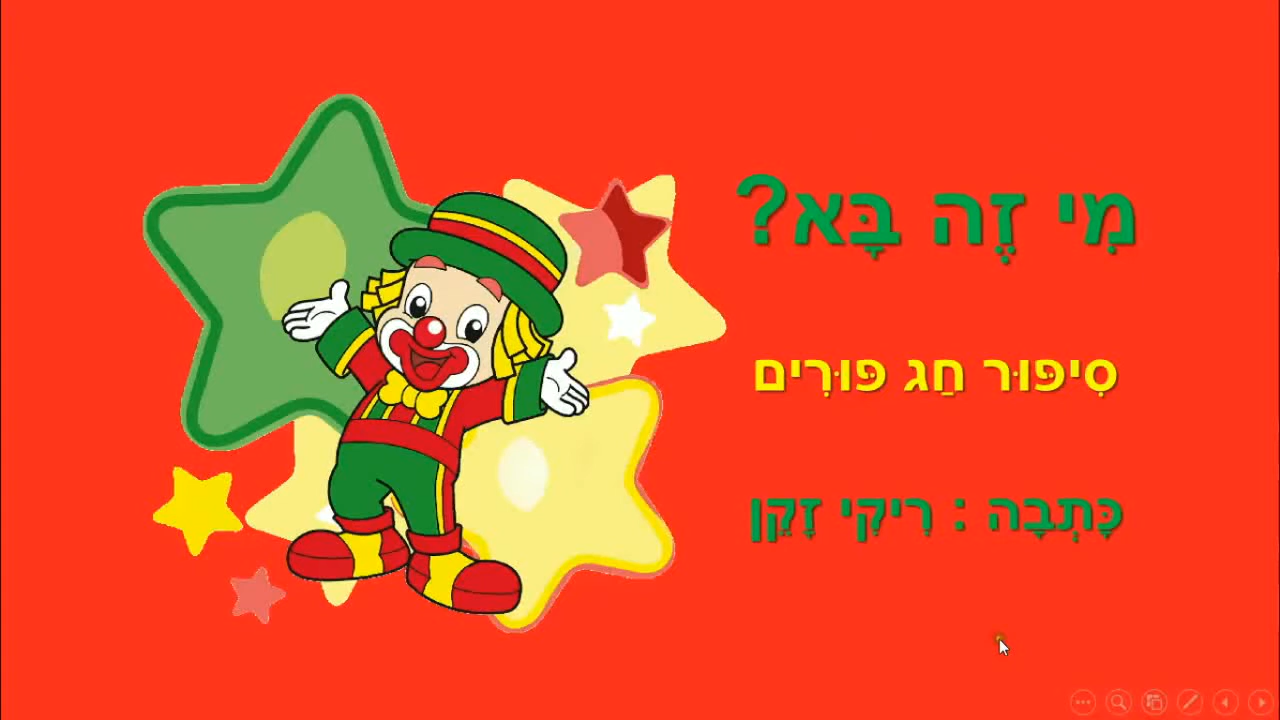 מִי זֶה בָּא?
סִיפּוּר חַג פּוּרִים
כָּתְבָה : רִיקִי זָקֵן